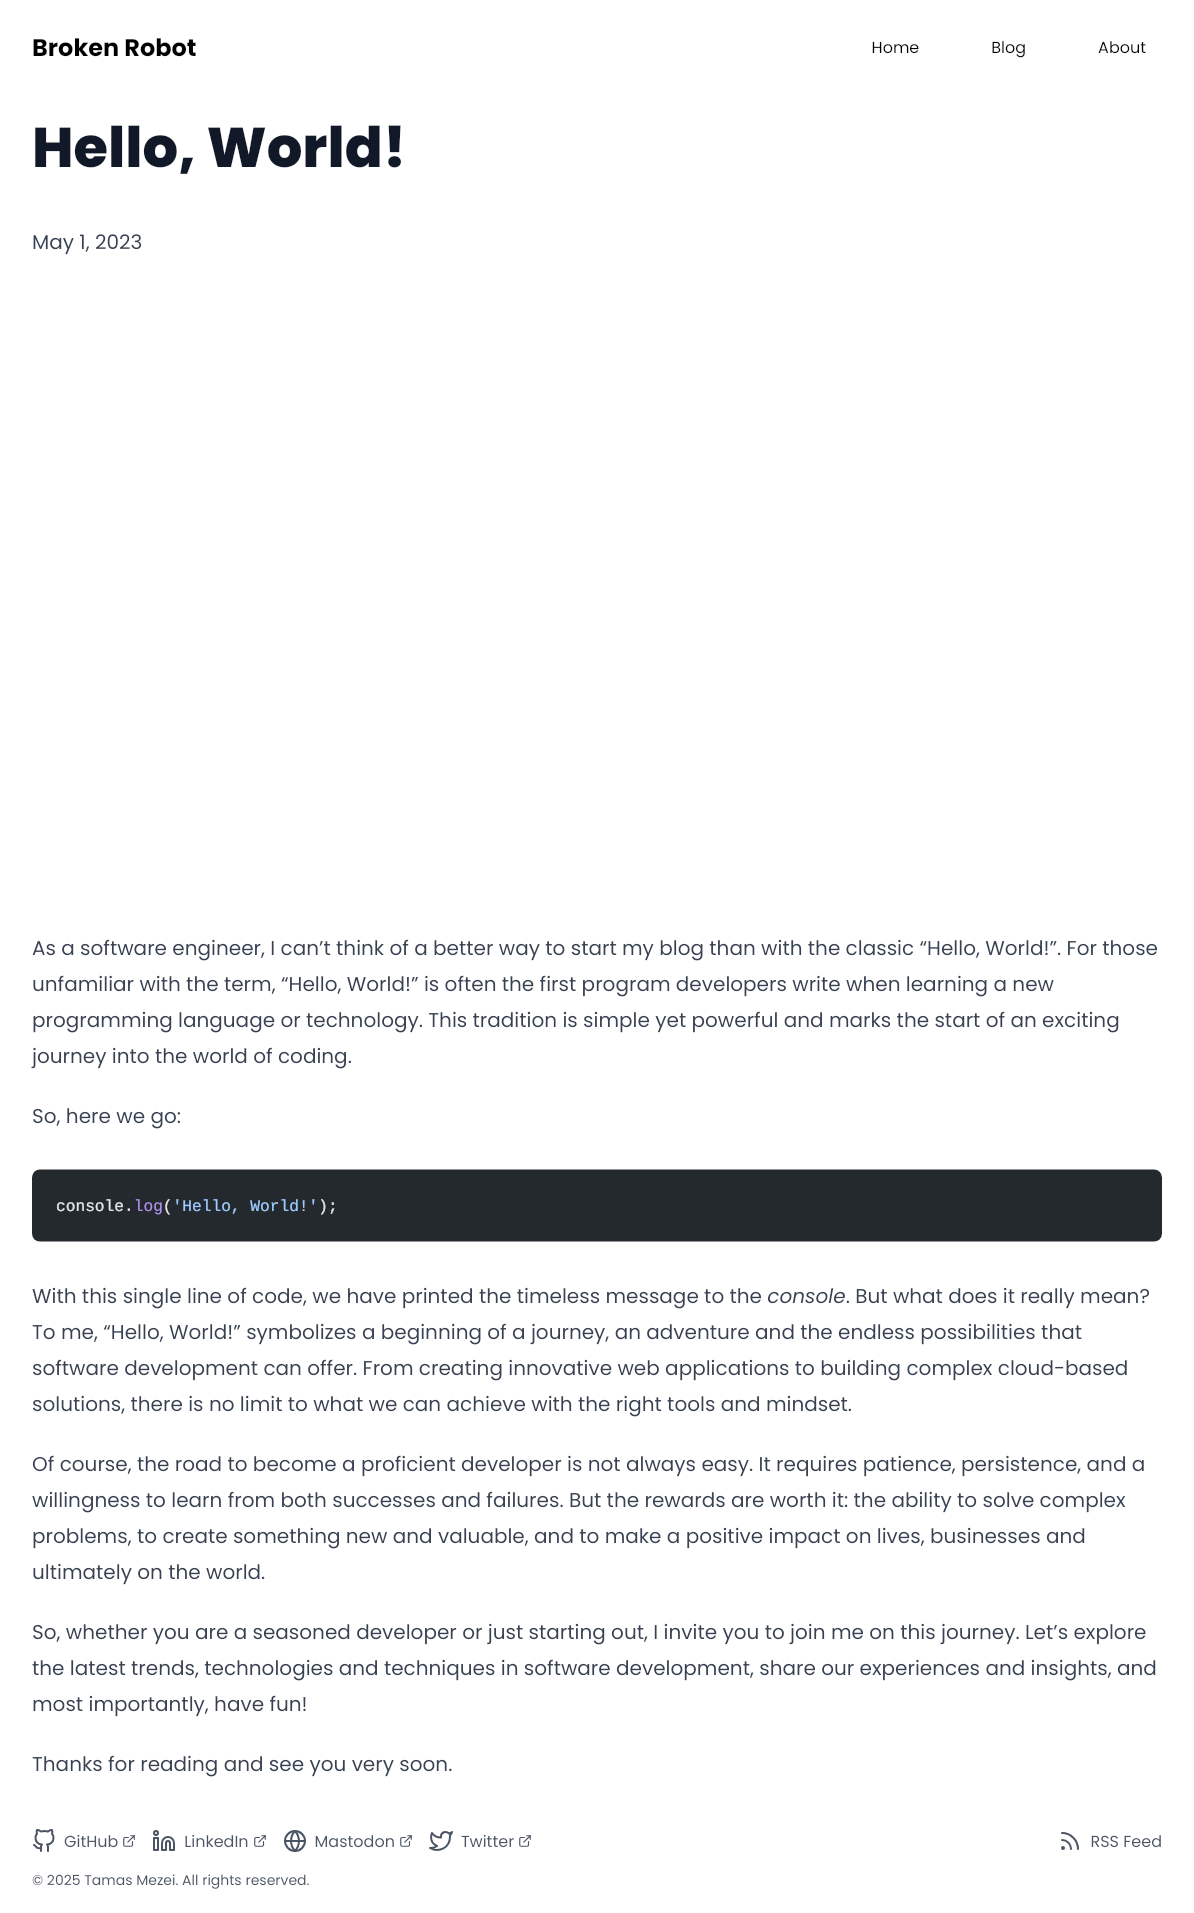 Broken Robot
Home
Blog
About
Hello, World!
May 1, 2023
As a software engineer, I can’t think of a better way to start my blog than with the classic “Hello, World!”. For those
unfamiliar with the term, “Hello, World!” is often the first program developers write when learning a new
programming language or technology. This tradition is simple yet powerful and marks the start of an exciting
journey into the world of coding.
So, here we go:
console.log('Hello, World!');
With this single line of code, we have printed the timeless message to the console. But what does it really mean?
To me, “Hello, World!” symbolizes a beginning of a journey, an adventure and the endless possibilities that
software development can offer. From creating innovative web applications to building complex cloud-based
solutions, there is no limit to what we can achieve with the right tools and mindset.
Of course, the road to become a proficient developer is not always easy. It requires patience, persistence, and a
willingness to learn from both successes and failures. But the rewards are worth it: the ability to solve complex
problems, to create something new and valuable, and to make a positive impact on lives, businesses and
ultimately on the world.
So, whether you are a seasoned developer or just starting out, I invite you to join me on this journey. Let’s explore
the latest trends, technologies and techniques in software development, share our experiences and insights, and
most importantly, have fun!
Thanks for reading and see you very soon.
GitHub
LinkedIn
Mastodon
Twitter
RSS Feed
© 2025 Tamas Mezei. All rights reserved.